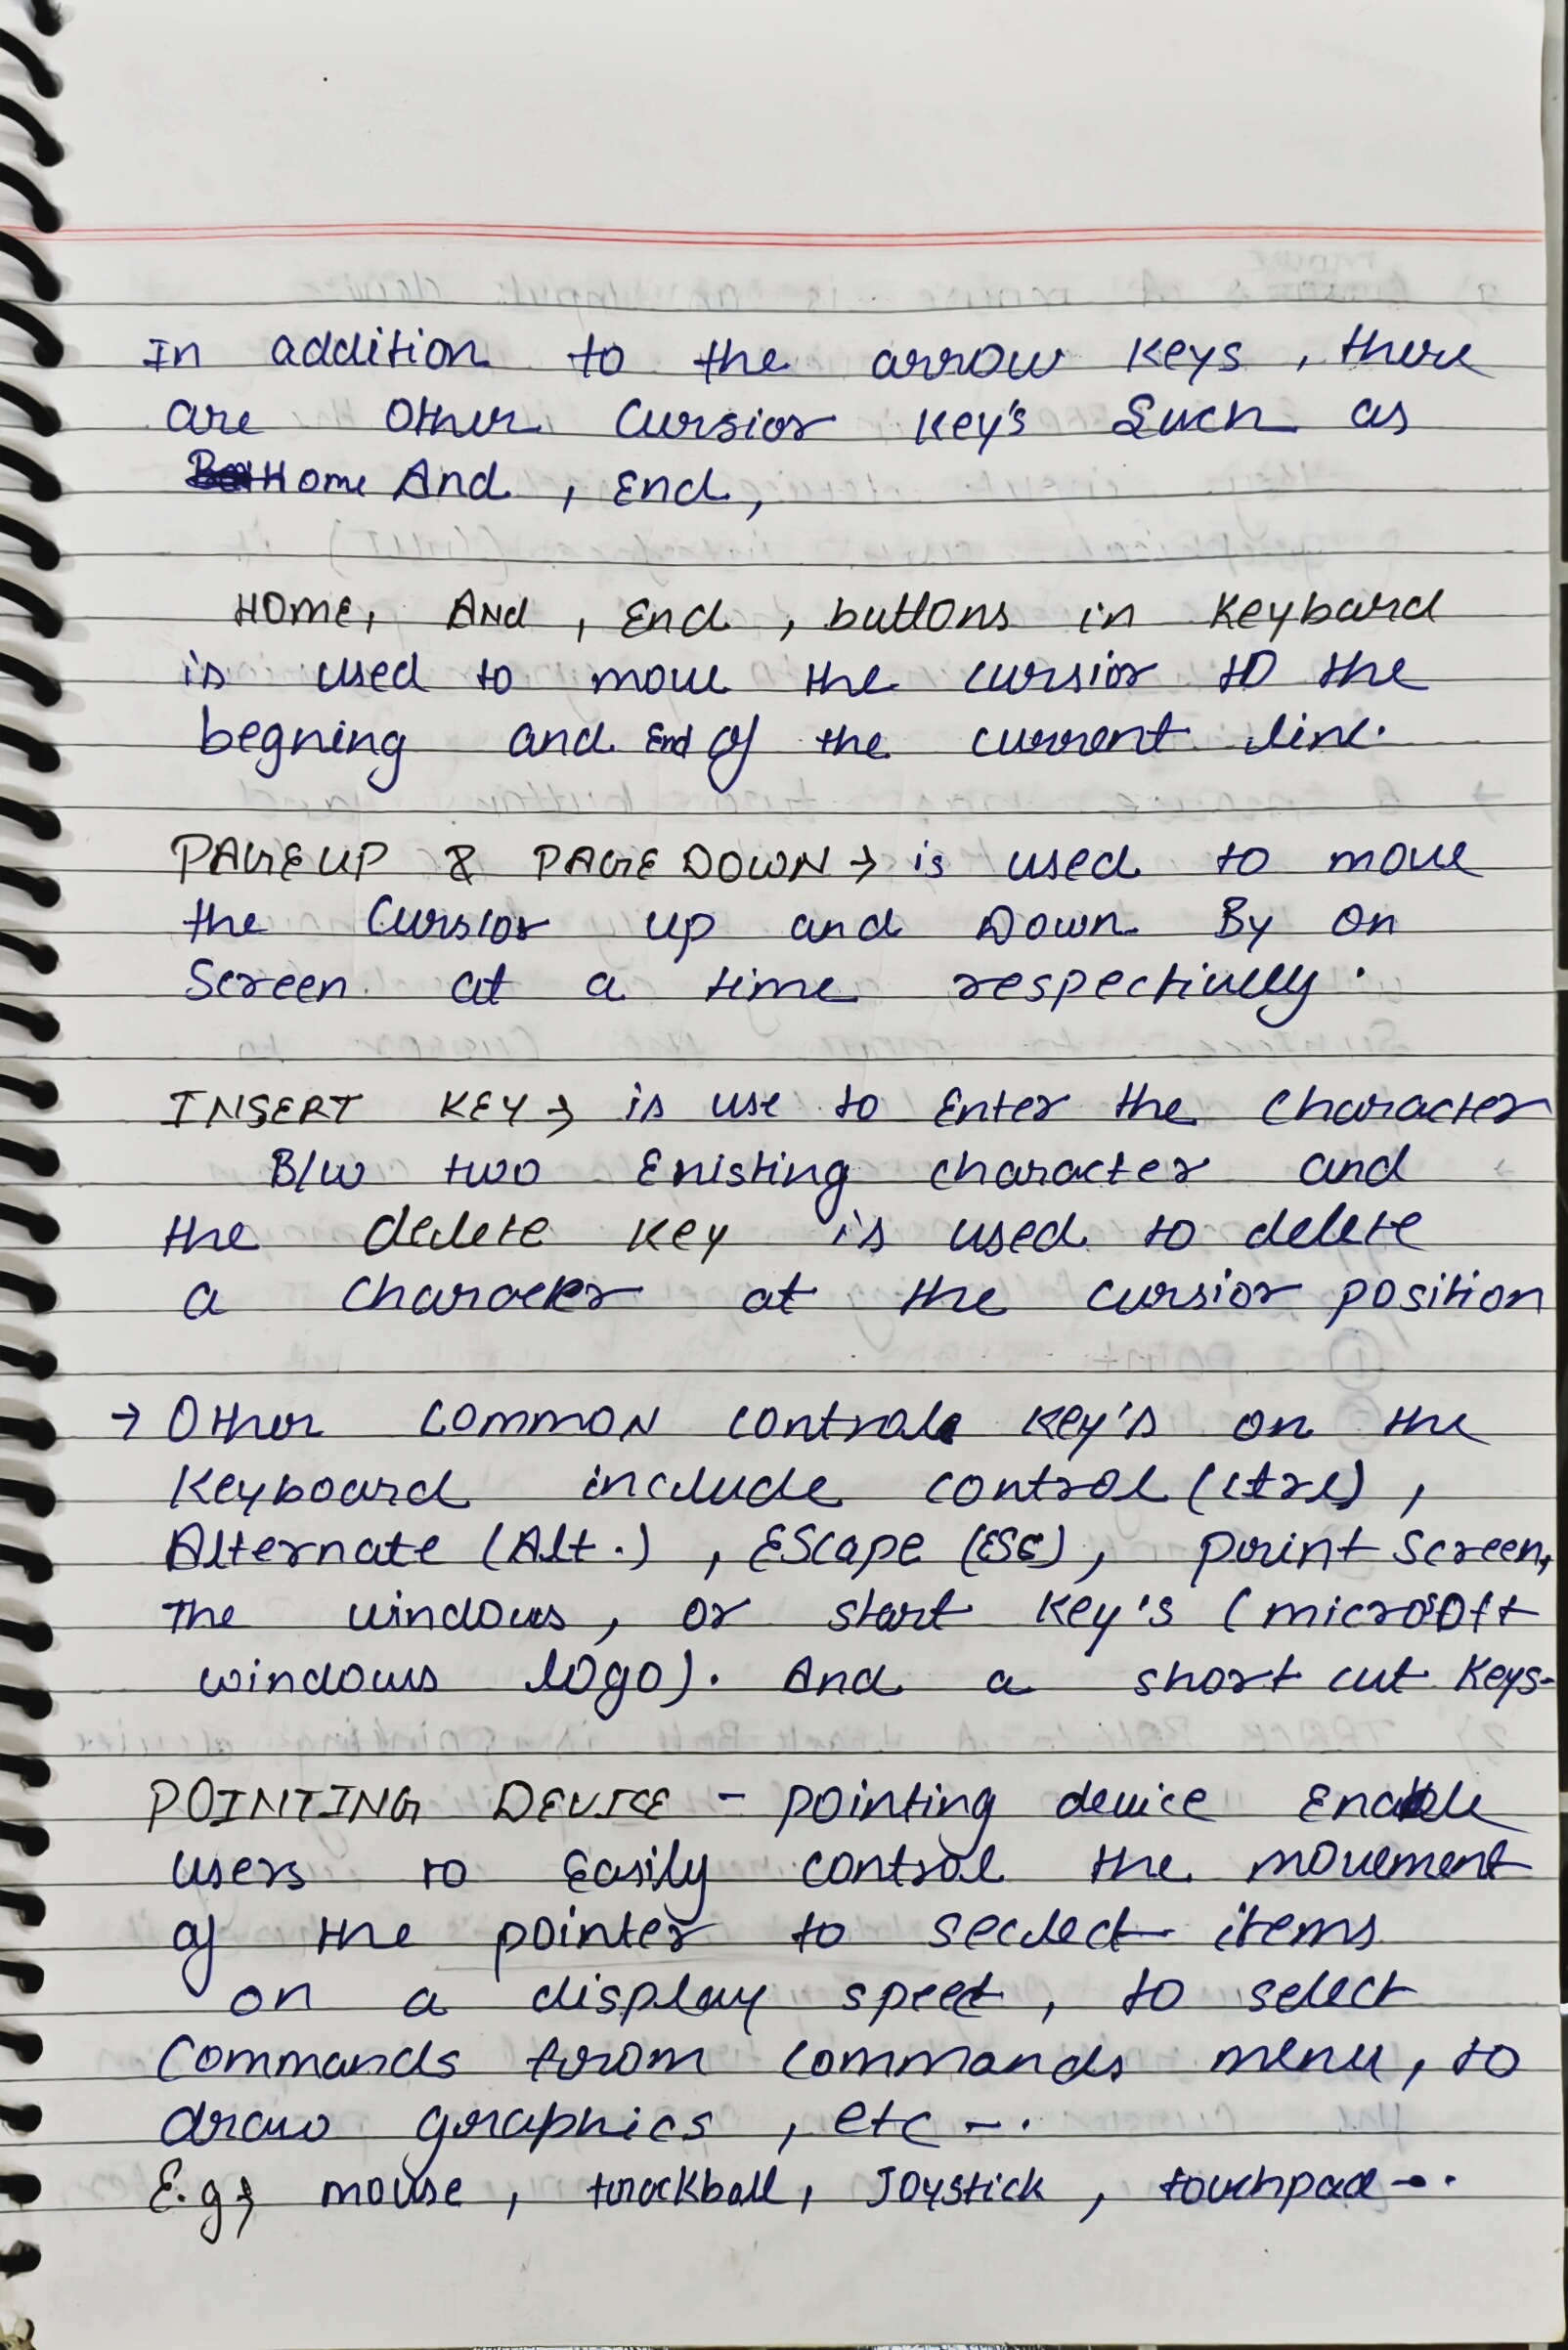 In addition to the arrow keys, there
are Other Cursior key's Such as
Home And, End,
HOME, ANd, End, buttons in keybard
is used to move the cursior to the
begning and End of the current line.
PAGEUP & PAGE DOWN → is used to move
the Cursior up and Down By on
Screen at a time respectively.
INSERT KEY → is use to Enter the Character
B/w two Enisting character and
the delete key is used to delete
a character at the cursior position
→ Other COMMON control key's on the
Keyboard include control (ctrl),
Alternate (Alt.), EScape (ESC), print Screen,
The windows, or start key's (microsoft
windows logo). And a short cut keys-
POINTING DEVICE - pointing device Enable
users to Easily control the movement
of the pointer to seclect items
on a display speet, to select
Commands from commands menu, to
draw graphics, etc -.
E.g → mouse, trackball, Joystick, touchpad -.